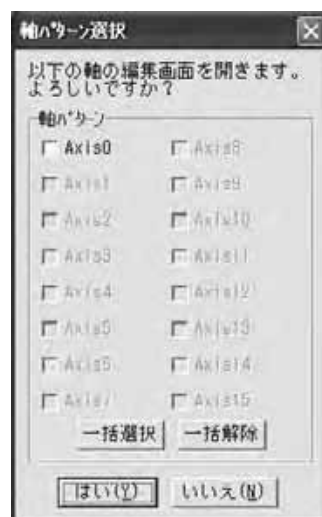 軸パターン選択
以下の軸の編集画面を開きます。
よろしいですか？
軸パターン
Axis0 Axis8
Axis1 Axis9
Axis2 Axis10
Axis3 Axis11
Axis4 Axis12
Axis5 Axis13
Axis6 Axis14
Axis7 Axis15
一括選択 一括解除
はい(Y) いいえ(N)